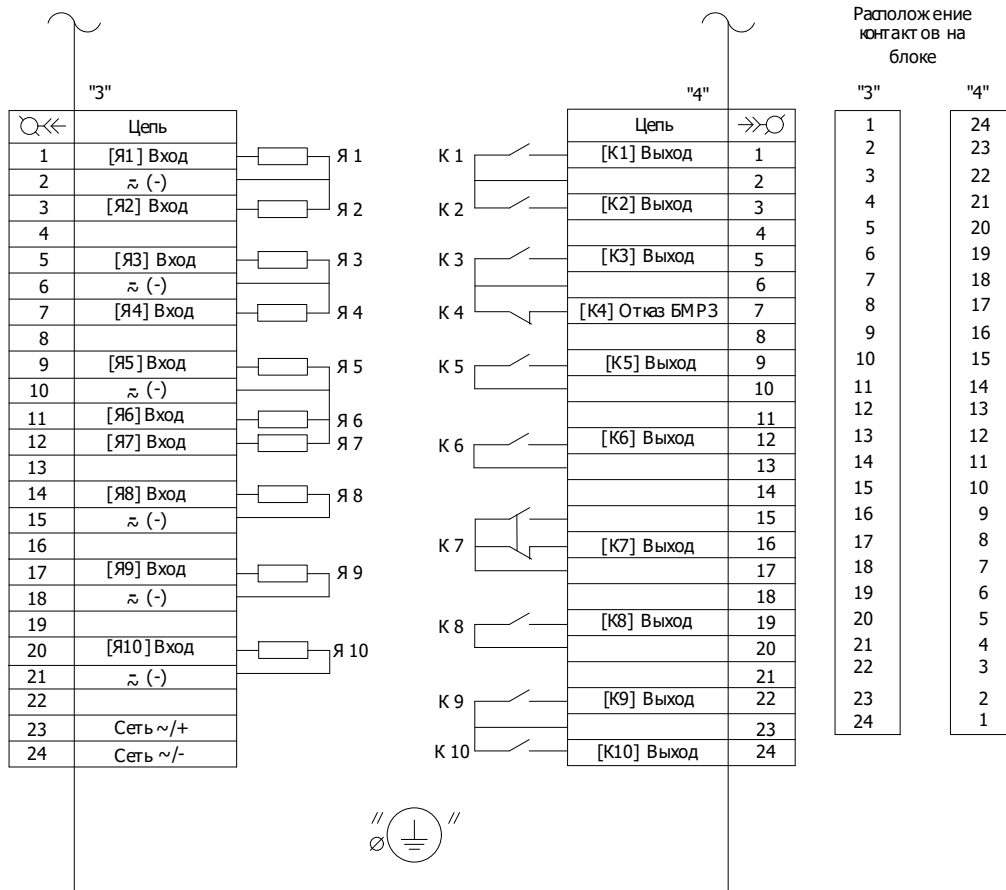 Расположение
контактов на
блоке
"3"
Цепь
1 [Я1] Вход Я 1
2 ≂ (-)
3 [Я2] Вход Я 2
4
5 [Я3] Вход Я 3
6 ≂ (-)
7 [Я4] Вход Я 4
8
9 [Я5] Вход Я 5
10 ≂ (-)
11 [Я6] Вход Я 6
12 [Я7] Вход Я 7
13
14 [Я8] Вход Я 8
15 ≂ (-)
16
17 [Я9] Вход Я 9
18 ≂ (-)
19
20 [Я10] Вход Я 10
21 ≂ (-)
22
23 Сеть ~/+
24 Сеть ~/-
"4"
Цепь
К 1 [К1] Выход 1
2
К 2 [К2] Выход 3
4
К 3 [К3] Выход 5
6
К 4 [К4] Отказ БМРЗ 7
8
К 5 [К5] Выход 9
10
11
К 6 [К6] Выход 12
13
14
15
К 7 [К7] Выход 16
17
18
К 8 [К8] Выход 19
20
21
К 9 [К9] Выход 22
23
К 10 [К10] Выход 24
"3" "4"
1 24
2 23
3 22
4 21
5 20
6 19
7 18
8 17
9 16
10 15
11 14
12 13
13 12
14 11
15 10
16 9
17 8
18 7
19 6
20 5
21 4
22 3
23 2
24 1